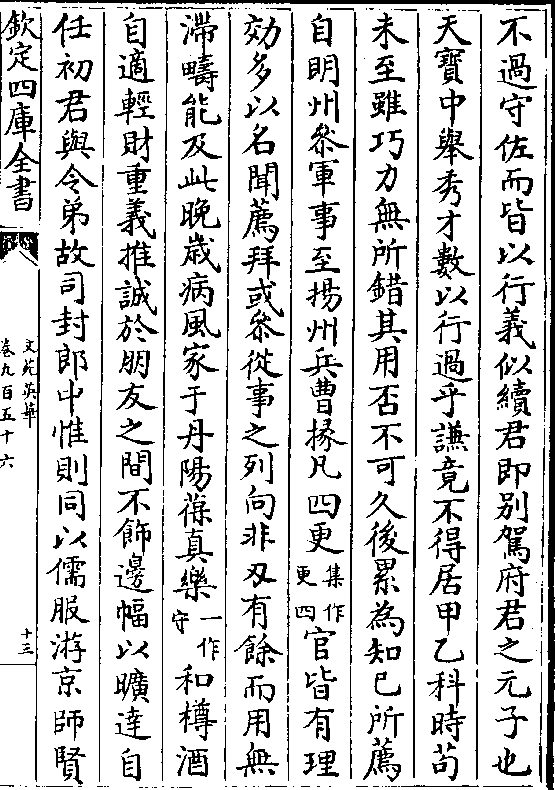 不過守佐而皆以行義似續君即别駕府君之元子也
天寶中舉秀才數以行過乎謙竟不得居甲乙科時茍
未至雖巧力無所錯其用否不可久後累為知已所薦
自明州叅軍事至揚州兵曹掾凡四更集作更四官皆有理
効多以名聞薦拜或叅從事之列向非刄有餘而用無
滯疇能及此晚歳病風家于丹陽葆真樂一作守和樽酒
自適輕財重義推誠於朋友之間不飾邊幅以曠達自
任初君與令弟故司封郎中惟則同以儒服游京師賢
欽定四庫全書
文苑英華
卷九百五十六
十三